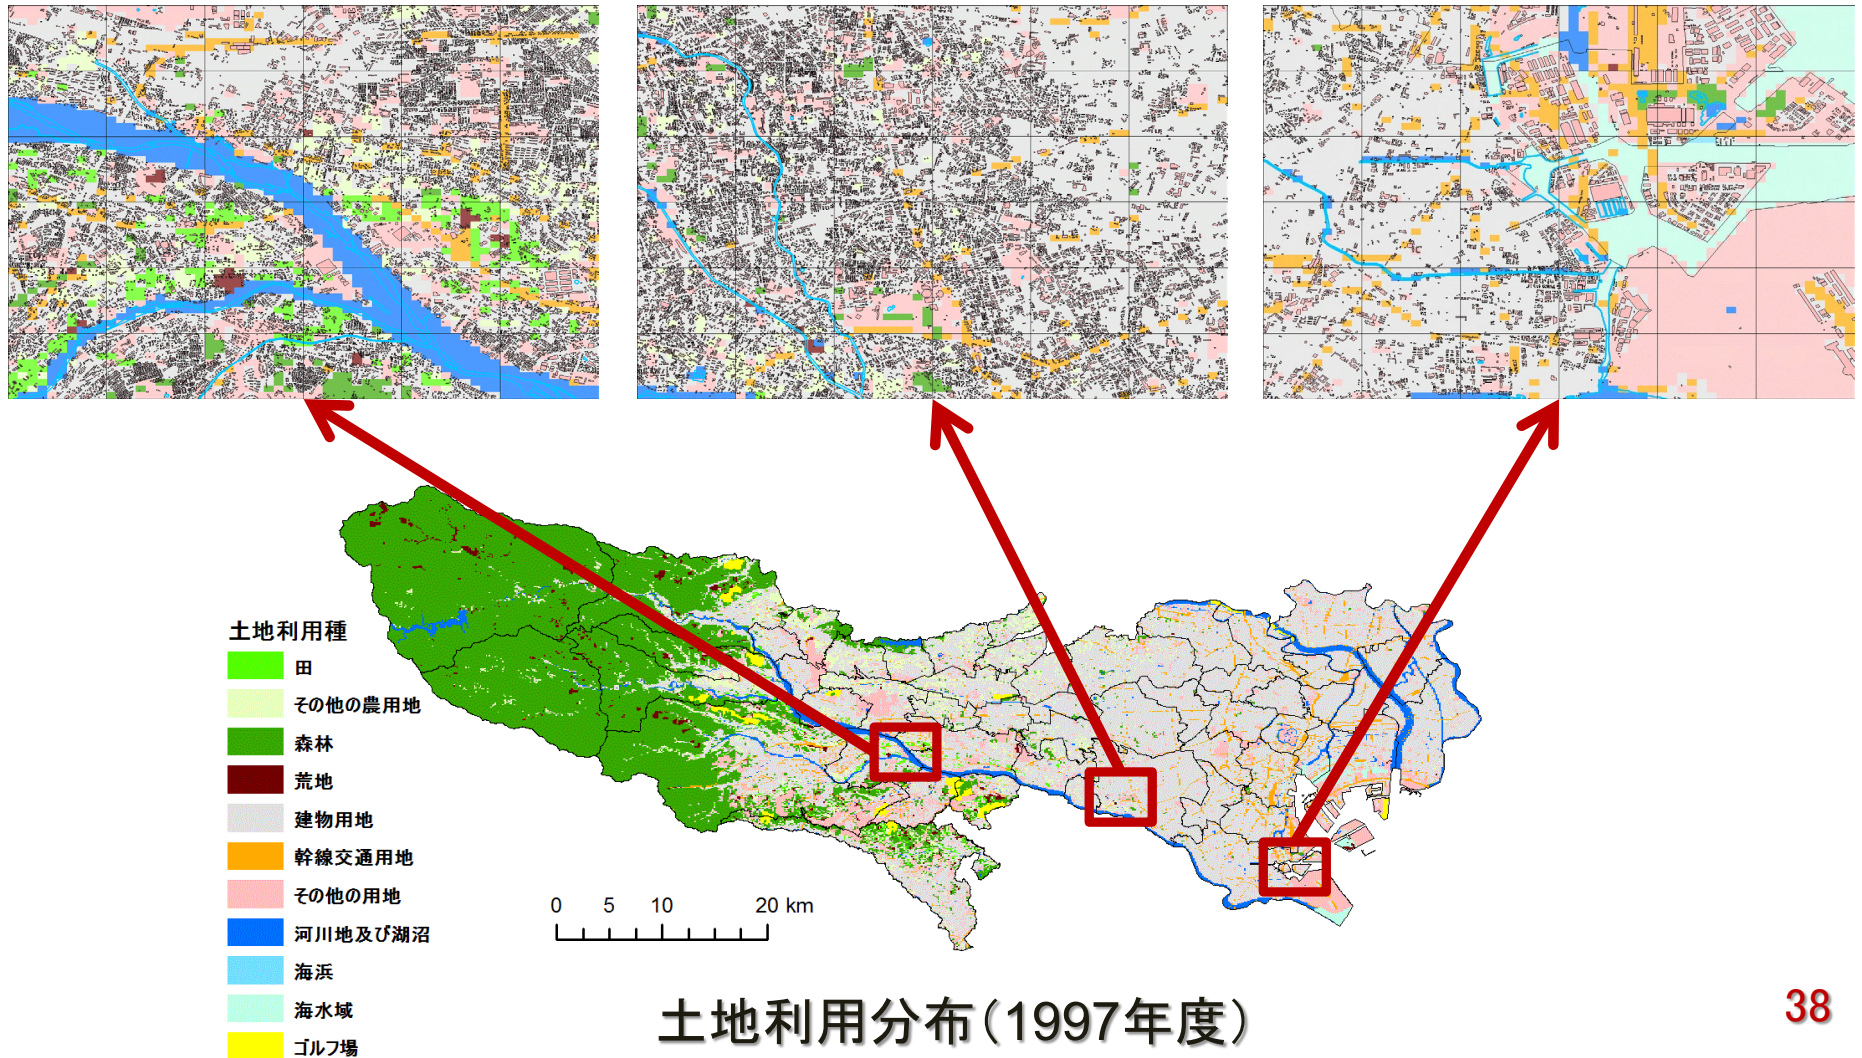 土地利用種
田
その他の農用地
森林
荒地
建物用地
幹線交通用地
その他の用地
河川地及び湖沼
海浜
海水域
ゴルフ場
0 5 10 20 km
土地利用分布（1997年度）
38